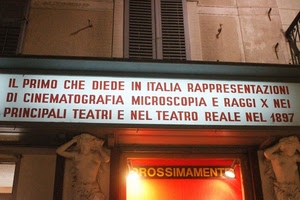 IL PRIMO CHE DIEDE IN ITALIA RAPPRESENTAZIONI
DI CINEMATOGRAFIA MICROSCOPIA E RAGGI X NEI
PRINCIPALI TEATRI E NEL TEATRO REALE NEL 1897
PROSSIMAMENTE